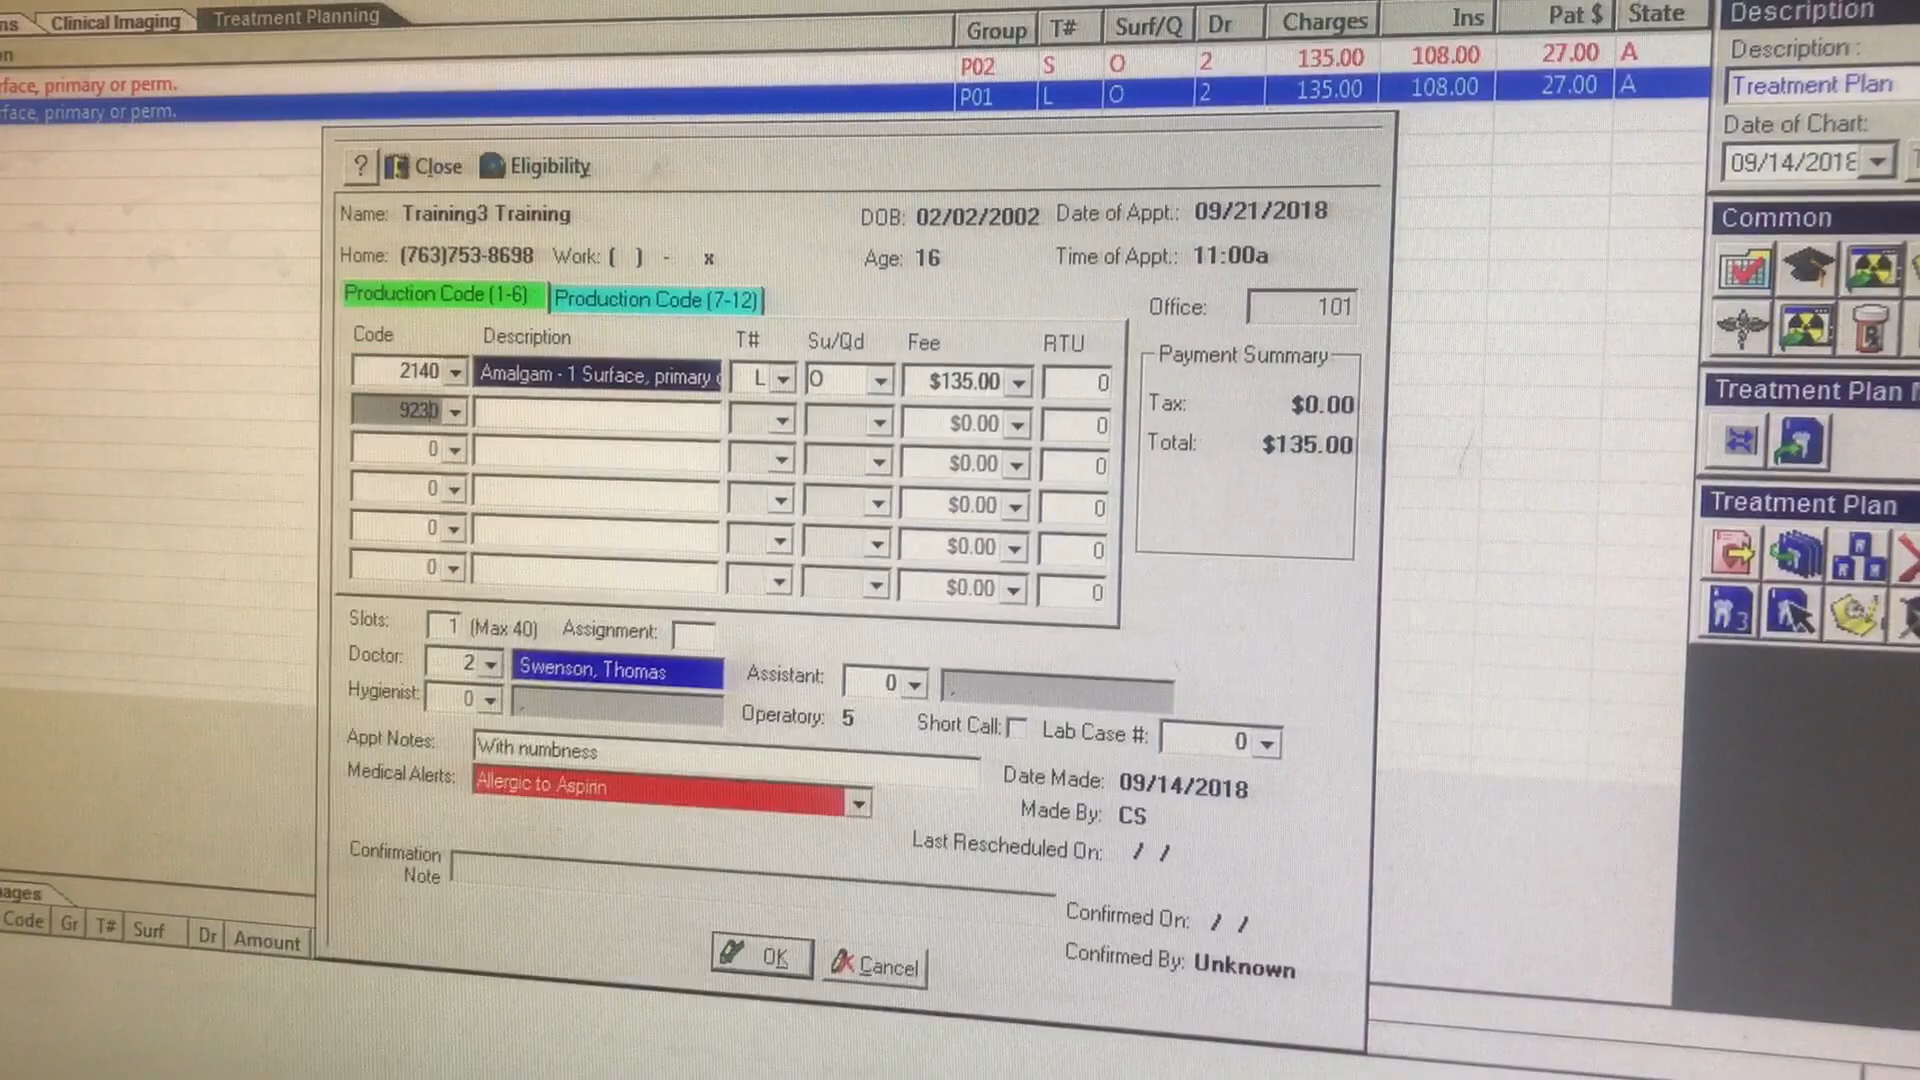 ns Clinical Imaging Treatment Planning
on Group T# Surf/Q Dr Charges Ins Pat $ State
rface, primary or perm. P02 S O 2 135.00 108.00 27.00 A
rface, primary or perm. P01 L O 2 135.00 108.00 27.00 A
Description
Description :
Treatment Plan
Date of Chart:
09/14/2018
Common
Treatment Plan
Treatment Plan
3
? Close Eligibility
Name: Training3 Training DOB: 02/02/2002 Date of Appt.: 09/21/2018
Home: (763)753-8698 Work: ( ) - x Age: 16 Time of Appt.: 11:00a
Production Code (1-6) Production Code (7-12) Office: 101
Code Description T# Su/Qd Fee RTU
2140 Amalgam - 1 Surface, primary o L O $135.00 0
9230 $0.00 0
0 $0.00 0
0 $0.00 0
0 $0.00 0
0 $0.00 0
Payment Summary
Tax: $0.00
Total: $135.00
Slots: 1 (Max 40) Assignment:
Doctor: 2 Swenson, Thomas Assistant: 0 ,
Hygienist: 0 , Operatory: 5 Short Call: Lab Case #: 0
Appt Notes: With numbness
Medical Alerts: Allergic to Aspirin
Date Made: 09/14/2018
Made By: CS
Last Rescheduled On: / /
Confirmation
Note
Confirmed On: / /
Confirmed By: Unknown
OK Cancel
ages
Code Gr T# Surf Dr Amount